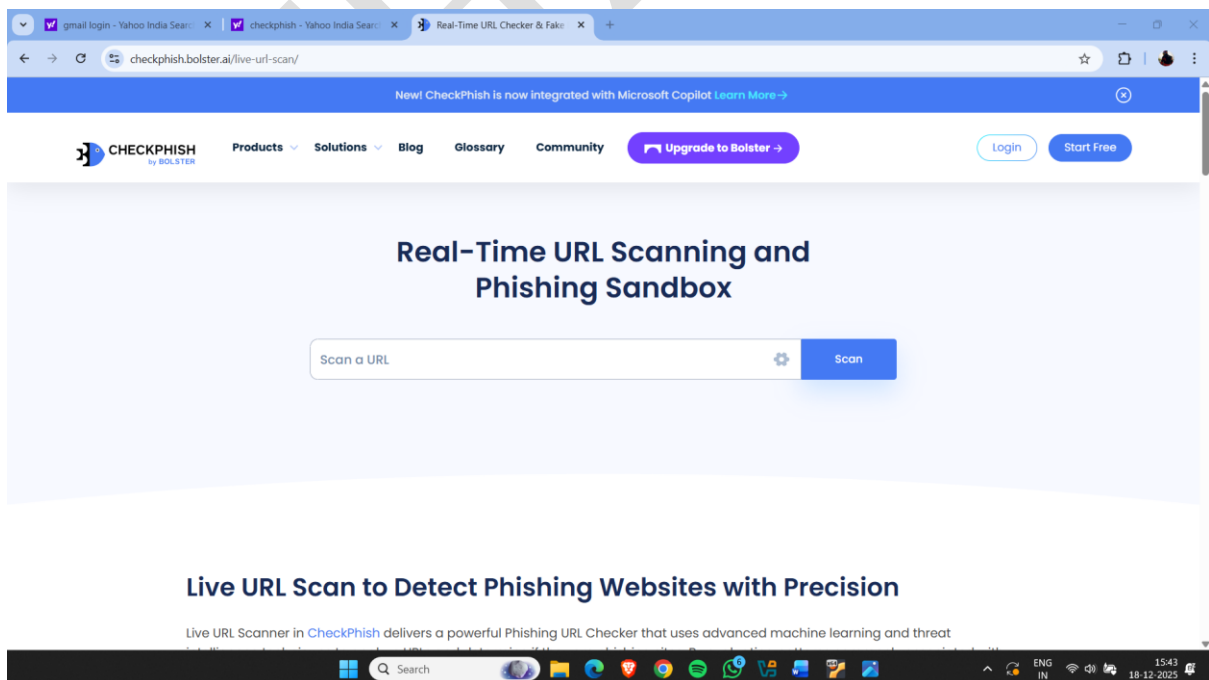 gmail login - Yahoo India Searc
checkphish - Yahoo India Searc
Real-Time URL Checker & Fake
checkphish.bolster.ai/live-url-scan/
New! CheckPhish is now integrated with Microsoft Copilot Learn More→
CHECKPHISH
by BOLSTER
Products
Solutions
Blog
Glossary
Community
Upgrade to Bolster →
Login
Start Free
Real-Time URL Scanning and
Phishing Sandbox
Scan a URL
Scan
Live URL Scan to Detect Phishing Websites with Precision
Live URL Scanner in CheckPhish delivers a powerful Phishing URL Checker that uses advanced machine learning and threat
Search
6
ENG
IN
15:43
18-12-2025